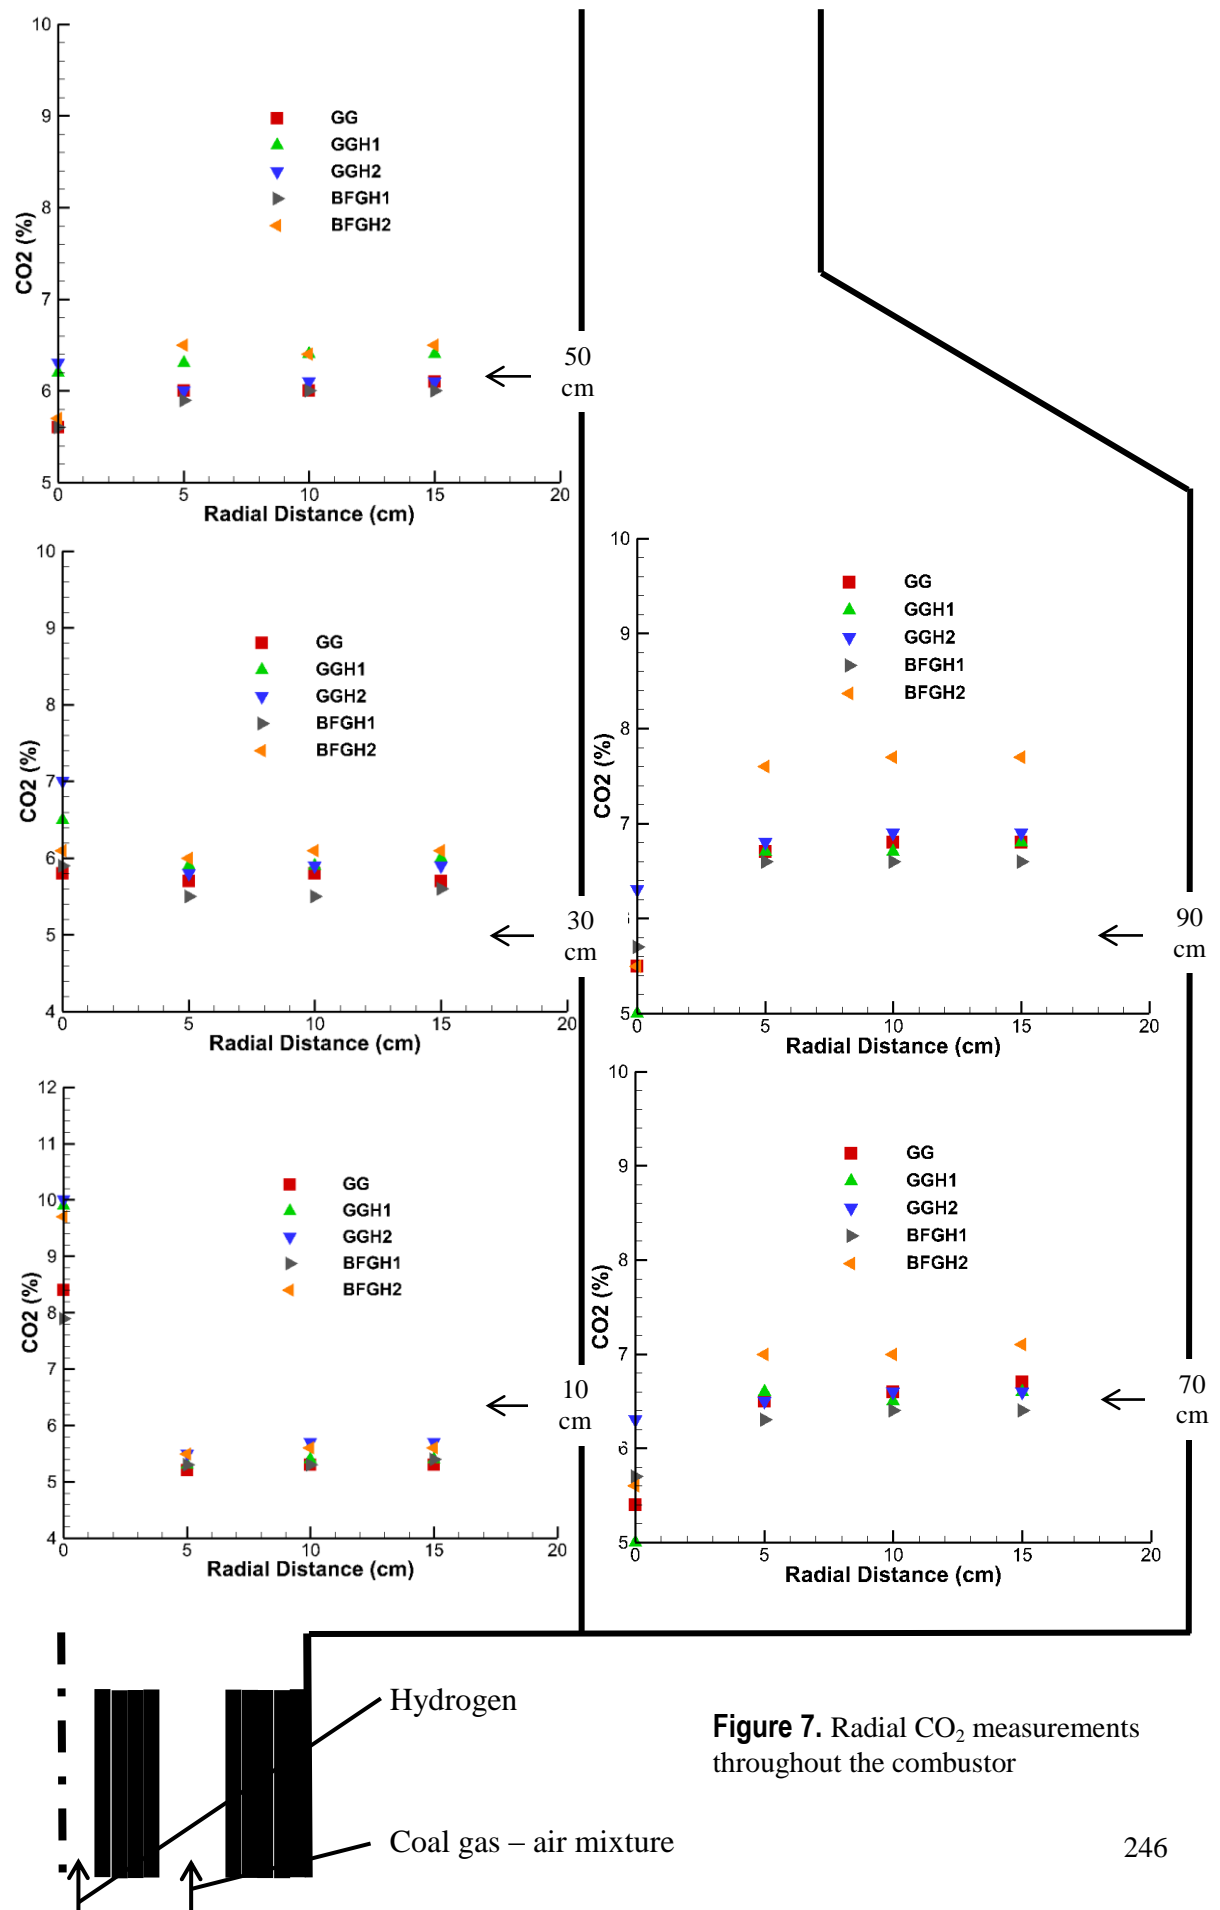 10
9
8
7
6
5
CO2 (%)
GG
GGH1
GGH2
BFGH1
BFGH2
0 5 10 15 20
Radial Distance (cm)
50
cm
10
9
8
7
6
5
4
CO2 (%)
GG
GGH1
GGH2
BFGH1
BFGH2
0 5 10 15 20
Radial Distance (cm)
30
cm
10
9
8
7
6
5
CO2 (%)
GG
GGH1
GGH2
BFGH1
BFGH2
0 5 10 15 20
Radial Distance (cm)
90
cm
12
11
10
9
8
7
6
5
4
CO2 (%)
GG
GGH1
GGH2
BFGH1
BFGH2
0 5 10 15 20
Radial Distance (cm)
10
cm
10
9
8
7
6
5
CO2 (%)
GG
GGH1
GGH2
BFGH1
BFGH2
0 5 10 15 20
Radial Distance (cm)
70
cm
Hydrogen
Coal gas – air mixture
Figure 7. Radial CO₂ measurements
throughout the combustor
246